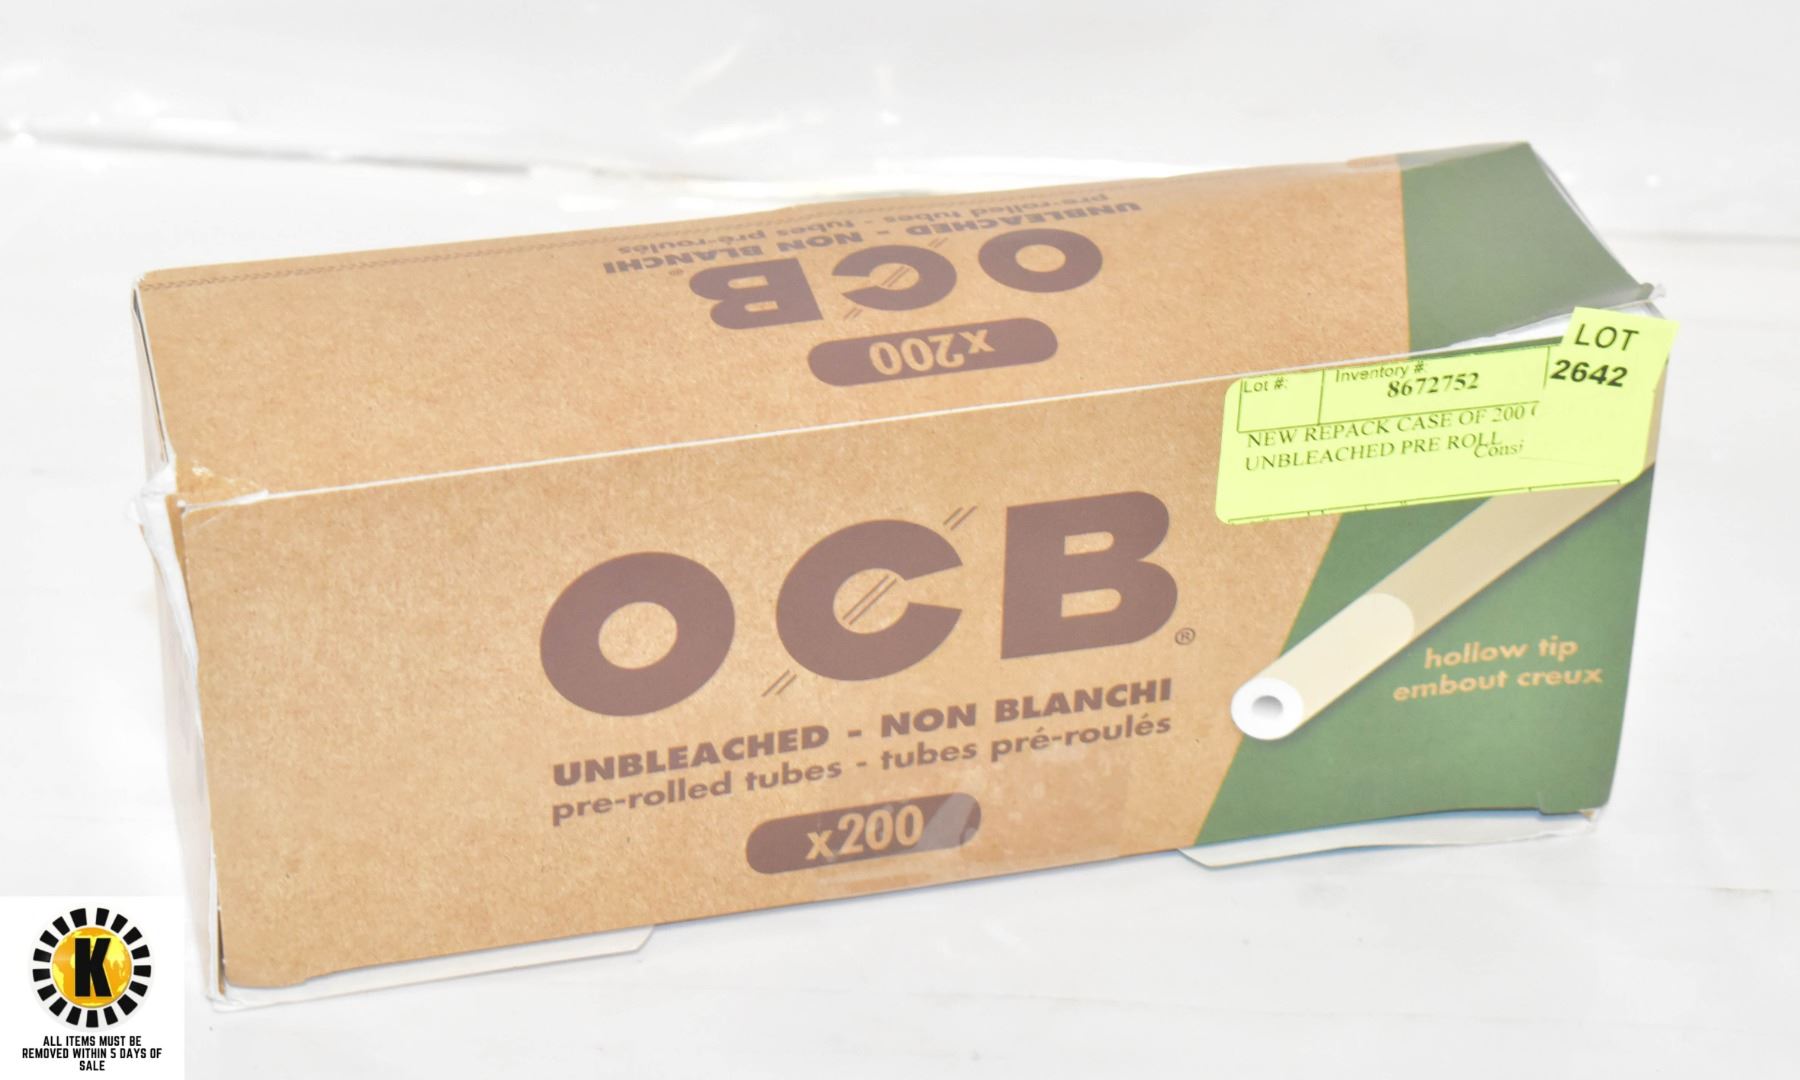 UNBLEACHED - NON BLANCHI
pre-rolled tubes - tubes pré-roulés
OCB
®
x200
LOT
2642
Lot #:
Inventory #:
8672752
NEW REPACK CASE OF 200
UNBLEACHED PRE ROLL
OCB®
UNBLEACHED - NON BLANCHI
pre-rolled tubes - tubes pré-roulés
x200
hollow tip
embout creux
K
ALL ITEMS MUST BE
REMOVED WITHIN 5 DAYS OF
SALE